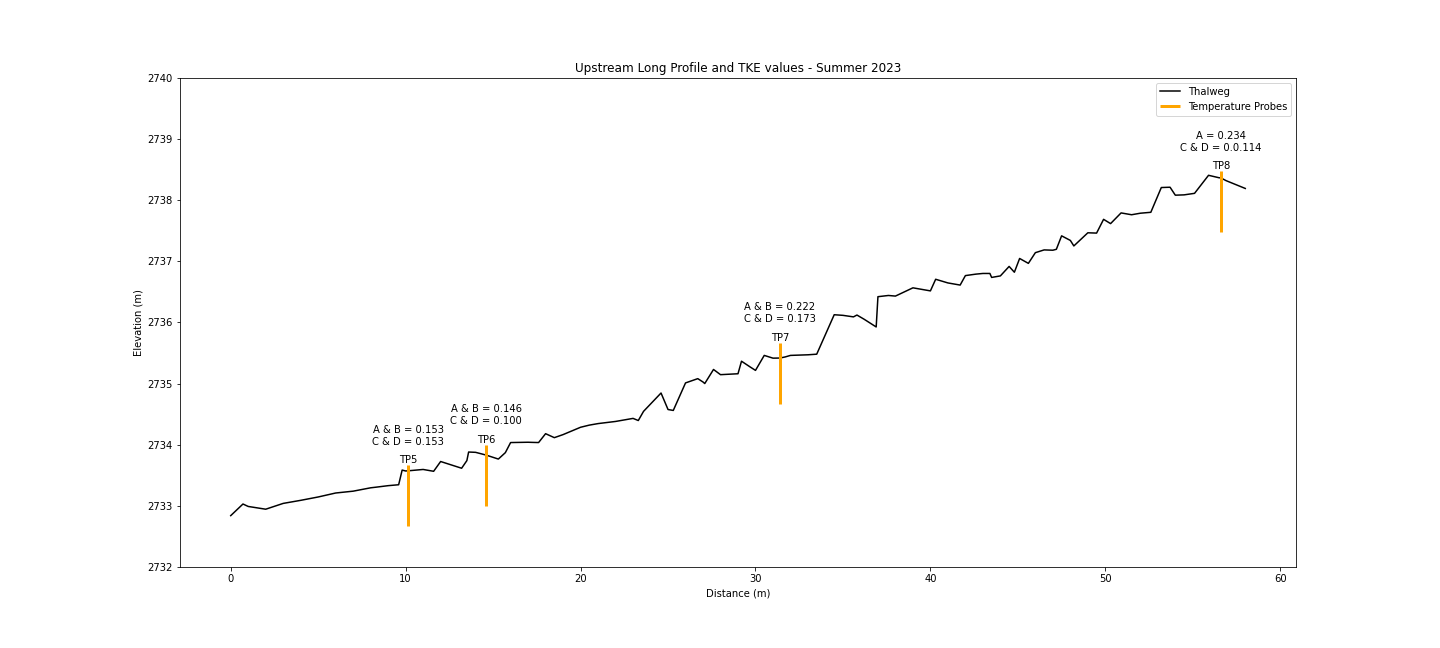 Upstream Long Profile and TKE values - Summer 2023
2740
2739
2738
2737
2736
2735
2734
2733
2732
Elevation (m)
Thalweg
Temperature Probes
A = 0.234
C & D = 0.0.114
TP8
A & B = 0.222
C & D = 0.173
TP7
A & B = 0.146
C & D = 0.100
TP6
A & B = 0.153
C & D = 0.153
TP5
0
10
20
30
40
50
60
Distance (m)